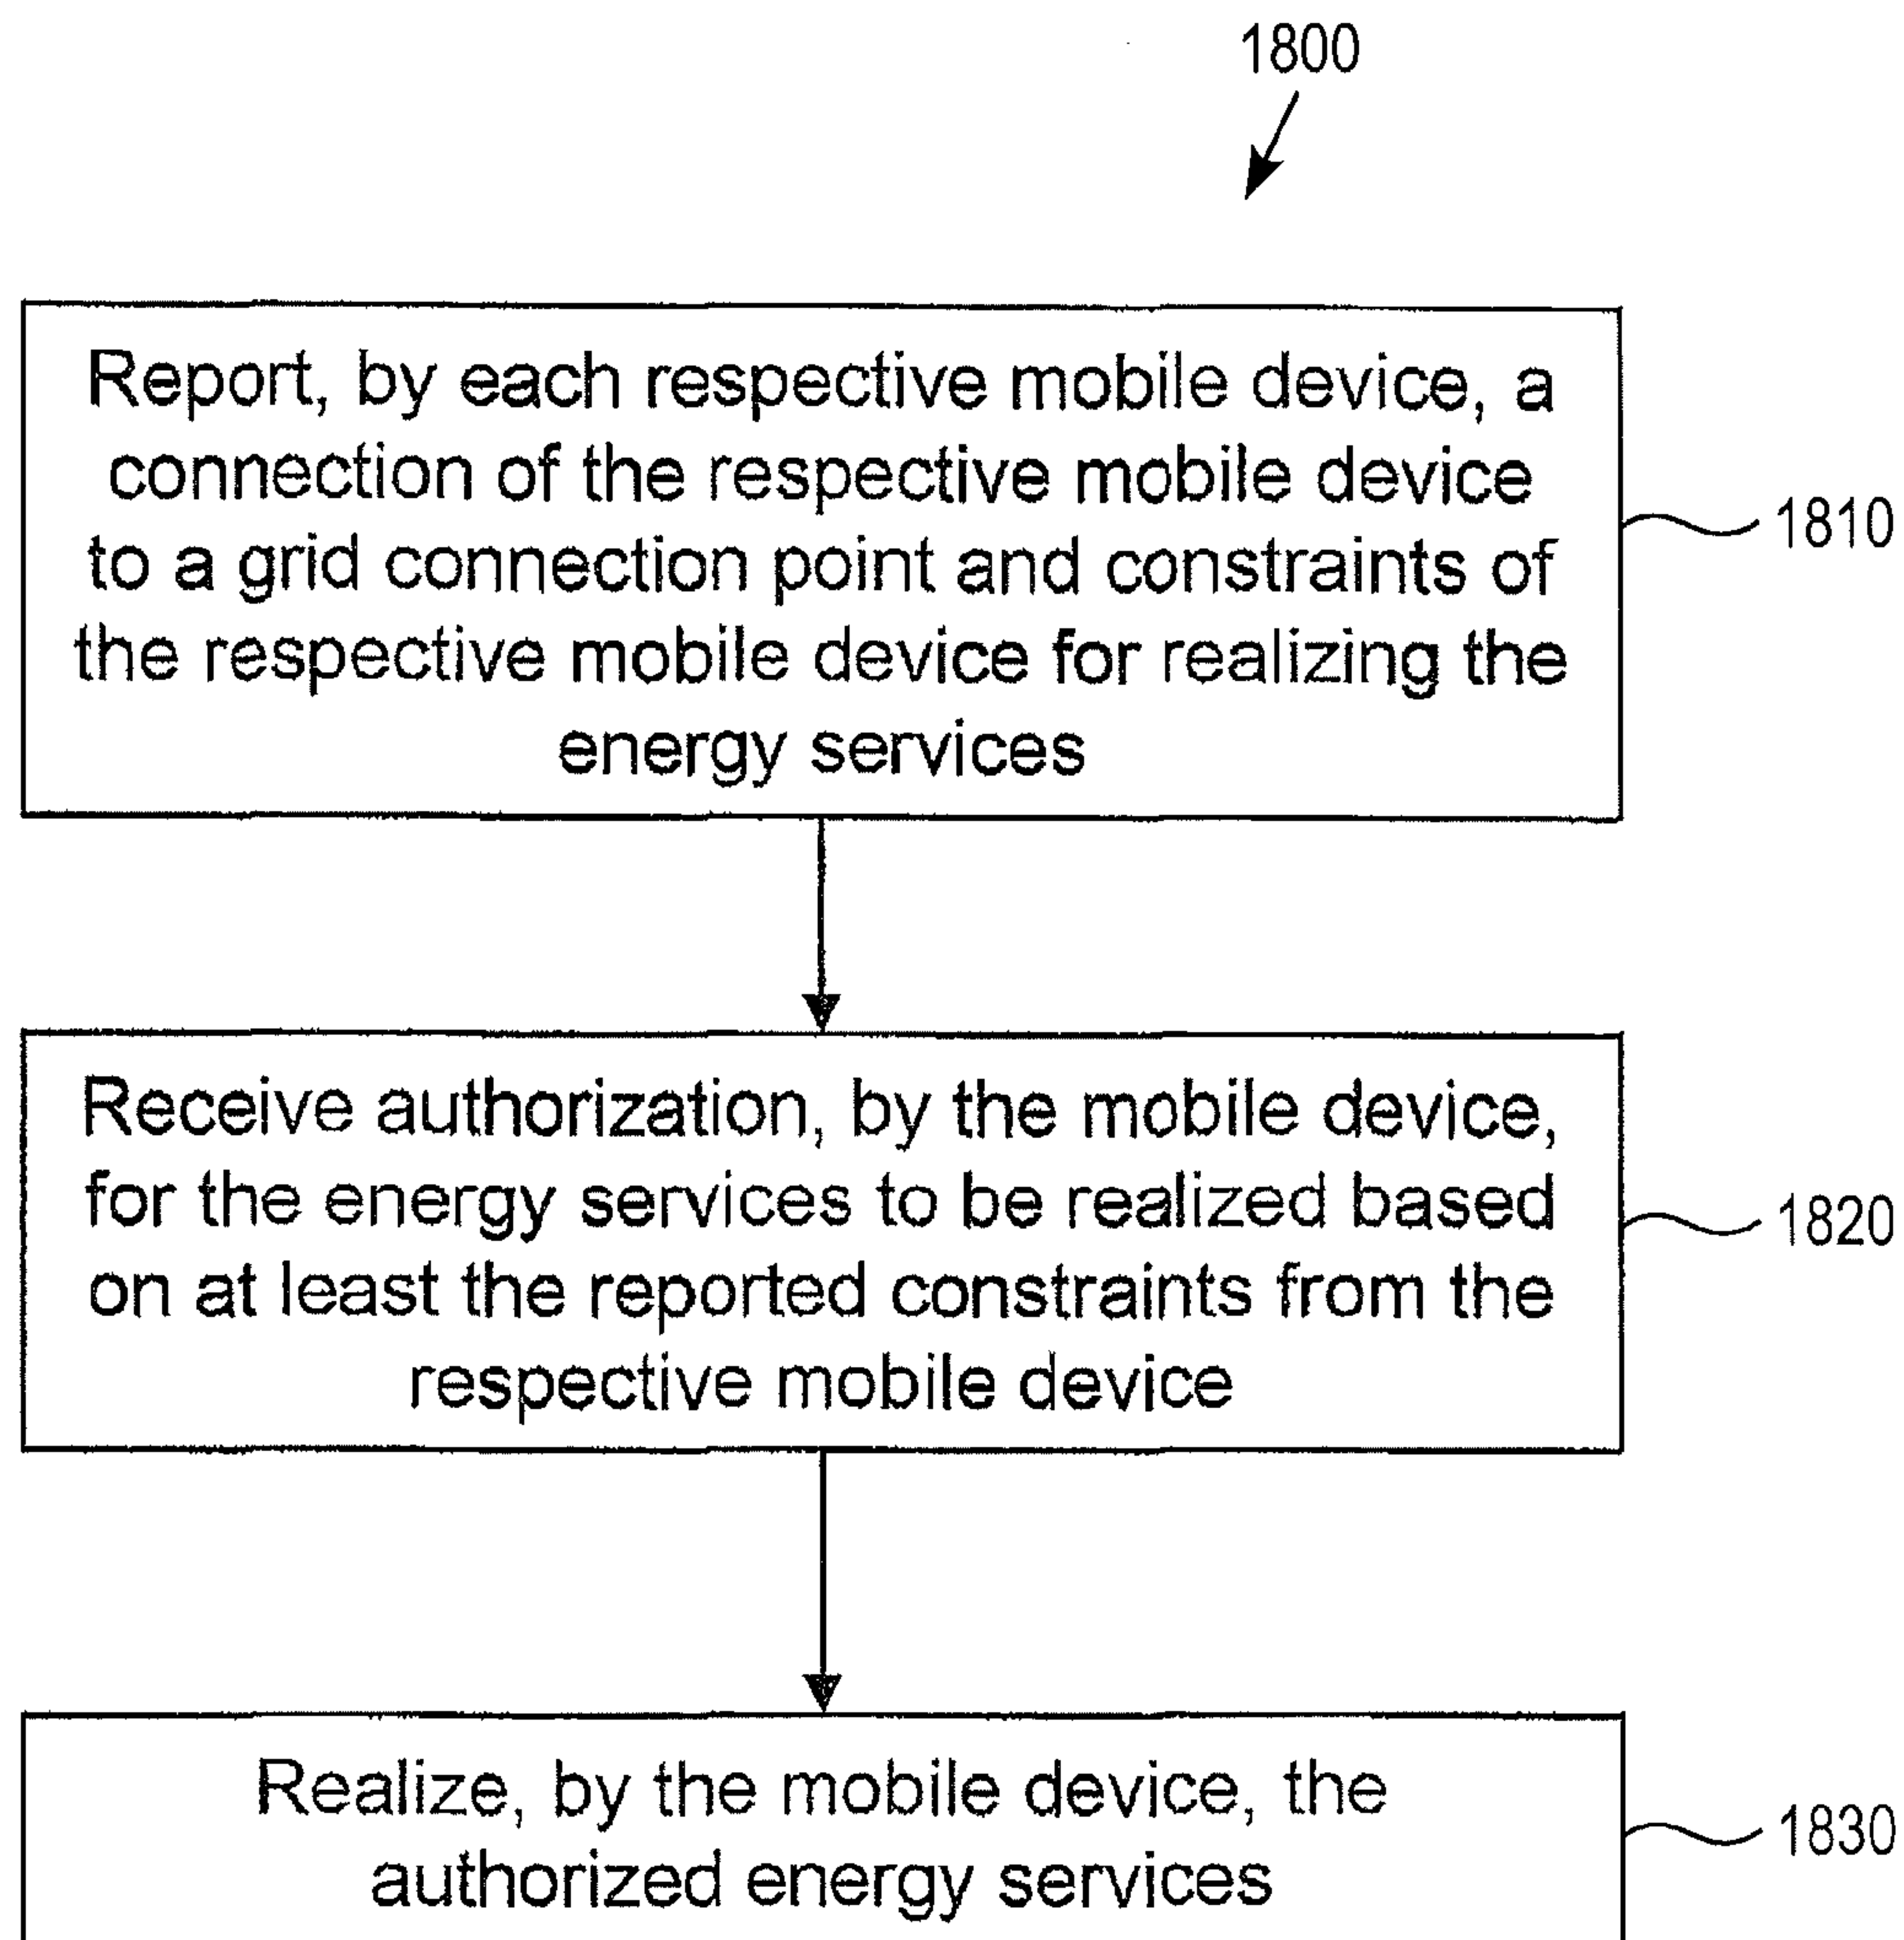 1800
Report, by each respective mobile device, a
connection of the respective mobile device
to a grid connection point and constraints of
the respective mobile device for realizing the
energy services
1810
Receive authorization, by the mobile device,
for the energy services to be realized based
on at least the reported constraints from the
respective mobile device
1820
Realize, by the mobile device, the
authorized energy services
1830